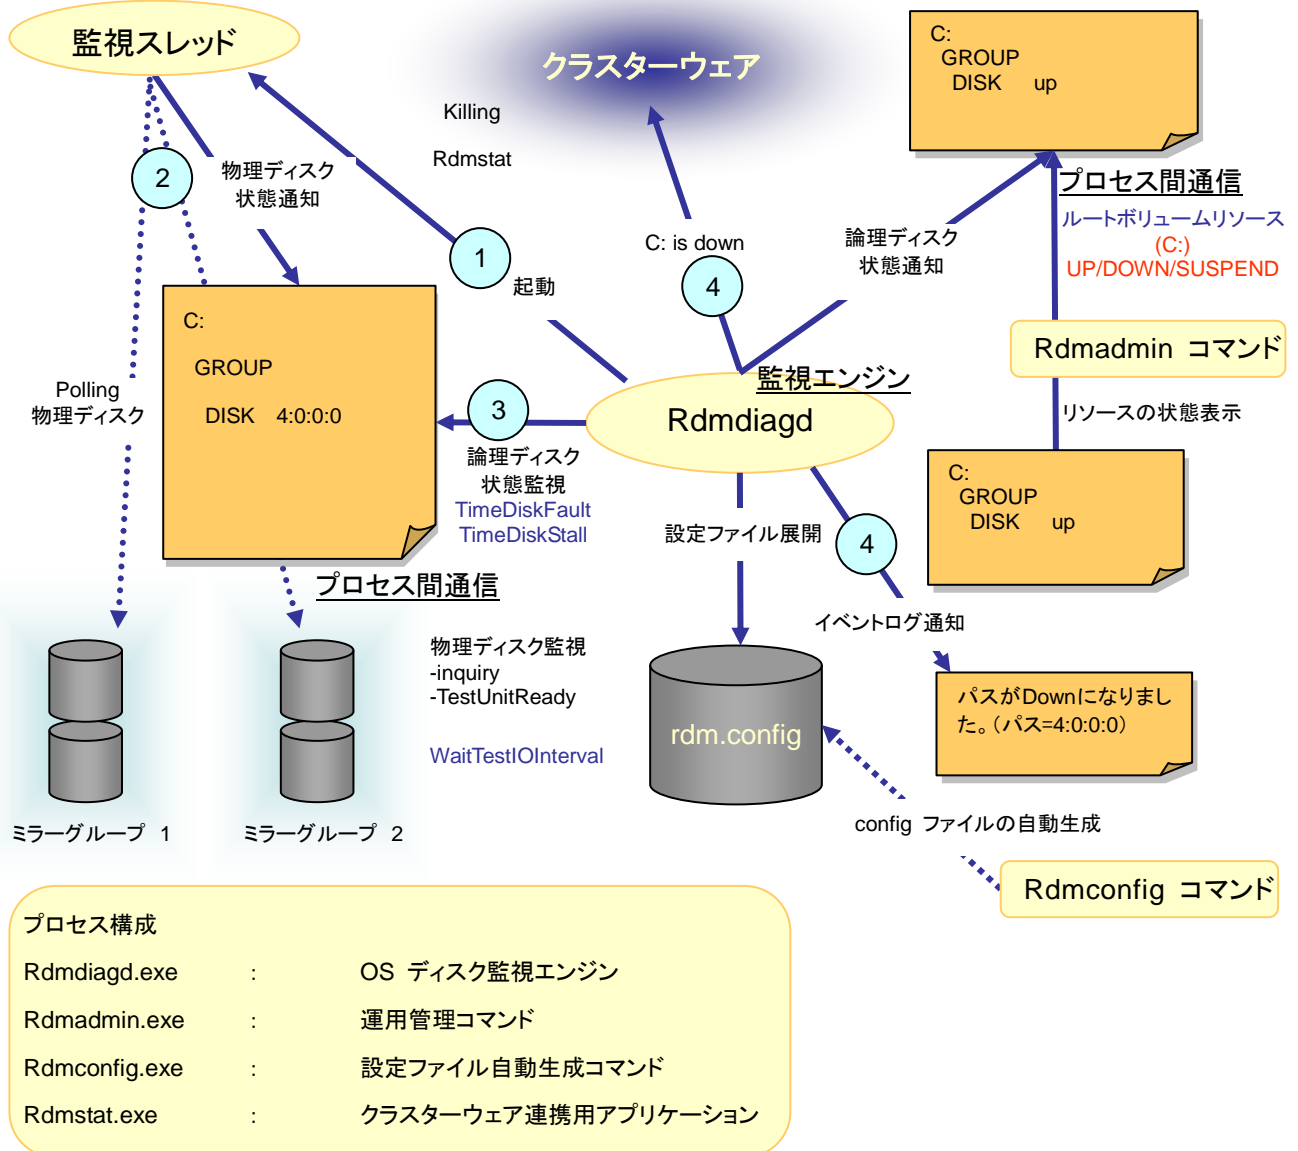 監視スレッド
クラスターウェア
C:
GROUP
DISK up
Killing
Rdmstat
物理ディスク
状態通知
2
プロセス間通信
ルートボリュームリソース
(C:)
UP/DOWN/SUSPEND
1
起動
C: is down
4
論理ディスク
状態通知
C:
GROUP
DISK 4:0:0:0
Rdmadmin コマンド
Polling
物理ディスク
監視エンジン
Rdmdiagd
3
論理ディスク
状態監視
TimeDiskFault
TimeDiskStall
リソースの状態表示
C:
GROUP
DISK up
設定ファイル展開
4
プロセス間通信
イベントログ通知
物理ディスク監視
-inquiry
-TestUnitReady
WaitTestIOInterval
rdm.config
パスがDownになりまし
た。（パス=4:0:0:0）
ミラーグループ 1
ミラーグループ 2
config ファイルの自動生成
Rdmconfig コマンド
プロセス構成
Rdmdiagd.exe : OS ディスク監視エンジン
Rdmadmin.exe : 運用管理コマンド
Rdmconfig.exe : 設定ファイル自動生成コマンド
Rdmstat.exe : クラスターウェア連携用アプリケーション